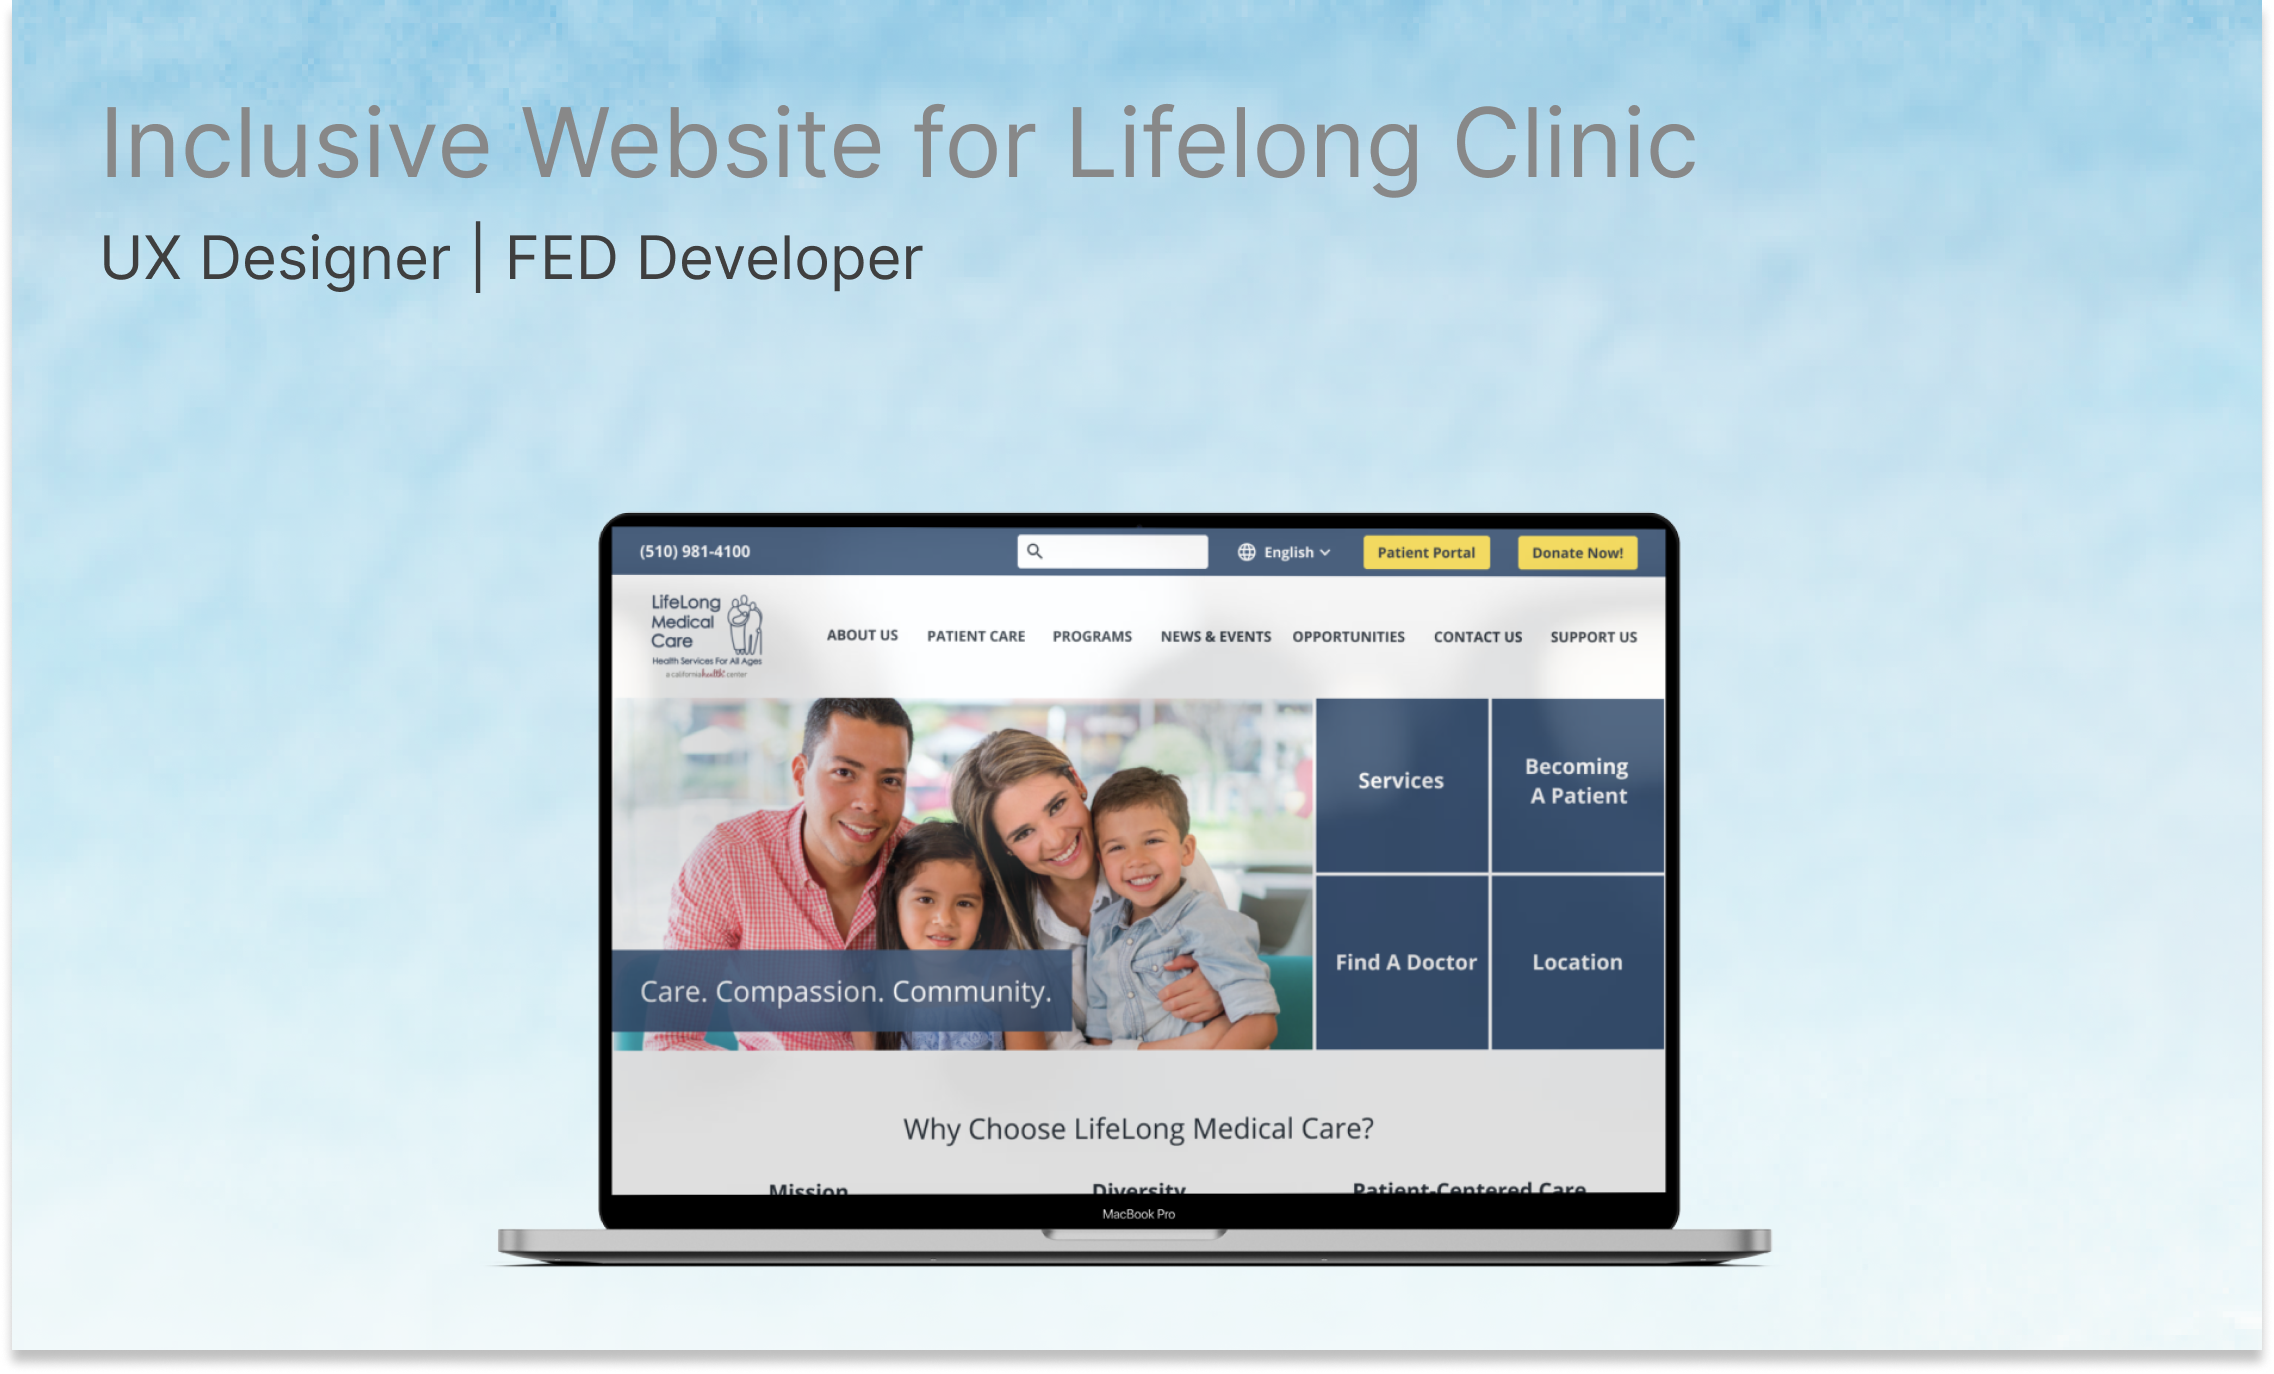 Inclusive Website for Lifelong Clinic
UX Designer | FED Developer
(510) 981-4100
English
Patient Portal
Donate Now!
LifeLong
Medical
Care
Health Services For All Ages
a californiahealth+center
ABOUT US
PATIENT CARE
PROGRAMS
NEWS & EVENTS
OPPORTUNITIES
CONTACT US
SUPPORT US
Services
Becoming
A Patient
Find A Doctor
Location
Care. Compassion. Community.
Why Choose LifeLong Medical Care?
Mission
Diversity
Patient-Centered Care
MacBook Pro